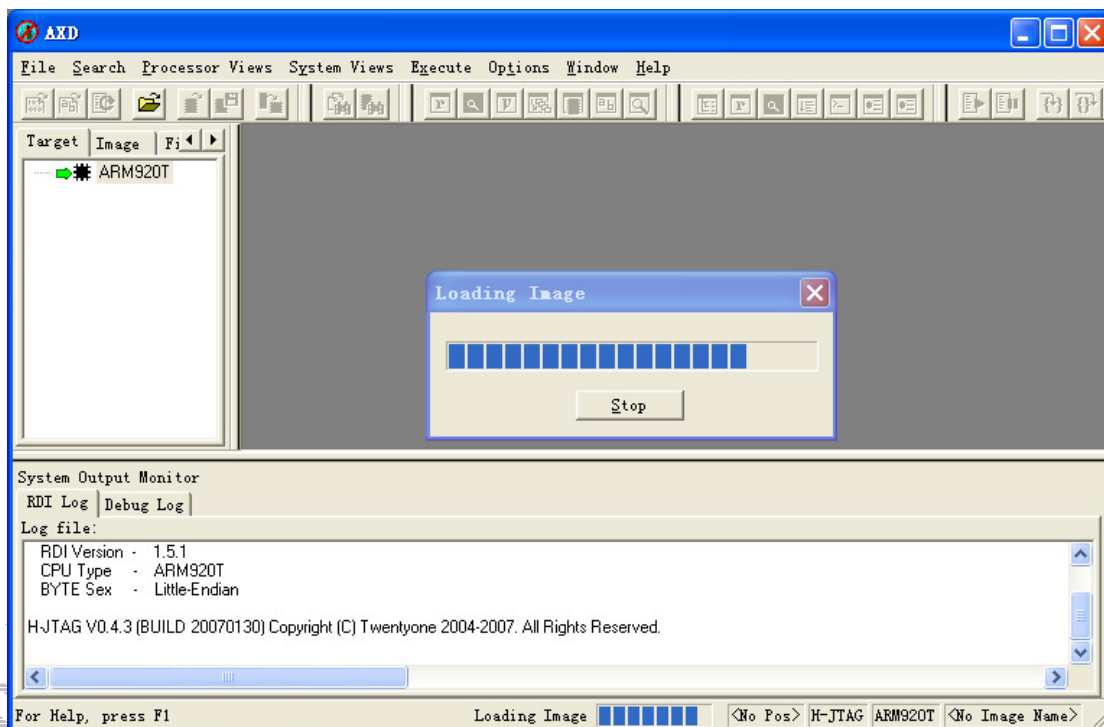 AXD
File Search Processor Views System Views Execute Options Window Help
Target Image Fi
ARM920T
Loading Image
Stop
System Output Monitor
RDI Log Debug Log
Log file:
RDI Version - 1.5.1
CPU Type - ARM920T
BYTE Sex - Little-Endian
H-JTAG V0.4.3 (BUILD 20070130) Copyright (C) Twentyone 2004-2007. All Rights Reserved.
For Help, press F1 Loading Image <No Pos> H-JTAG ARM920T <No Image Name>